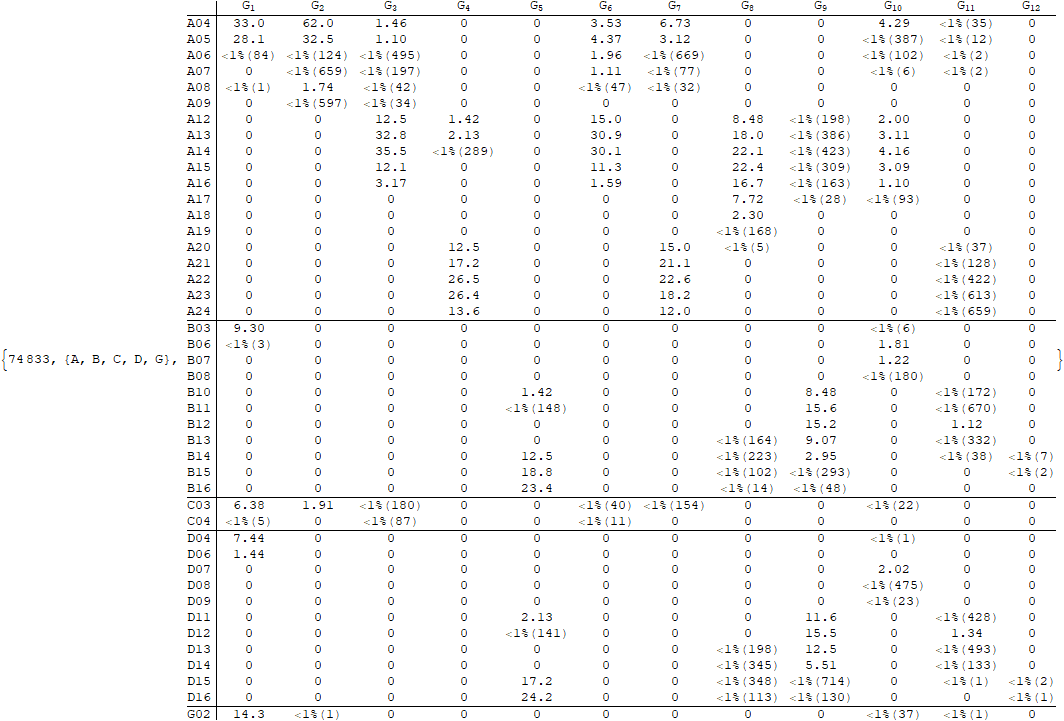 G1 G2 G3 G4 G5 G6 G7 G8 G9 G10 G11 G12
A04 33.0 62.0 1.46 0 0 3.53 6.73 0 0 4.29 <1%(35) 0
A05 28.1 32.5 1.10 0 0 4.37 3.12 0 0 <1%(387) <1%(12) 0
A06 <1%(84) <1%(124) <1%(495) 0 0 1.96 <1%(669) 0 0 <1%(102) <1%(2) 0
A07 0 <1%(659) <1%(197) 0 0 1.11 <1%(77) 0 0 <1%(6) <1%(2) 0
A08 <1%(1) 1.74 <1%(42) 0 0 <1%(47) <1%(32) 0 0 0 0 0
A09 0 <1%(597) <1%(34) 0 0 0 0 0 0 0 0 0
A12 0 0 12.5 1.42 0 15.0 0 8.48 <1%(198) 2.00 0 0
A13 0 0 32.8 2.13 0 30.9 0 18.0 <1%(386) 3.11 0 0
A14 0 0 35.5 <1%(289) 0 30.1 0 22.1 <1%(423) 4.16 0 0
A15 0 0 12.1 0 0 11.3 0 22.4 <1%(309) 3.09 0 0
A16 0 0 3.17 0 0 1.59 0 16.7 <1%(163) 1.10 0 0
A17 0 0 0 0 0 0 0 7.72 <1%(28) <1%(93) 0 0
A18 0 0 0 0 0 0 0 2.30 0 0 0 0
A19 0 0 0 0 0 0 0 <1%(168) 0 0 0 0
A20 0 0 0 12.5 0 0 15.0 <1%(5) 0 0 <1%(37) 0
A21 0 0 0 17.2 0 0 21.1 0 0 0 <1%(128) 0
A22 0 0 0 26.5 0 0 22.6 0 0 0 <1%(422) 0
A23 0 0 0 26.4 0 0 18.2 0 0 0 <1%(613) 0
A24 0 0 0 13.6 0 0 12.0 0 0 0 <1%(659) 0
B03 9.30 0 0 0 0 0 0 0 0 <1%(6) 0 0
B06 <1%(3) 0 0 0 0 0 0 0 0 1.81 0 0
{74833, {A, B, C, D, G}, B07 0 0 0 0 0 0 0 0 0 1.22 0 0 }
B08 0 0 0 0 0 0 0 0 0 <1%(180) 0 0
B10 0 0 0 0 1.42 0 0 0 8.48 0 <1%(172) 0
B11 0 0 0 0 <1%(148) 0 0 0 15.6 0 <1%(670) 0
B12 0 0 0 0 0 0 0 0 15.2 0 1.12 0
B13 0 0 0 0 0 0 0 <1%(164) 9.07 0 <1%(332) 0
B14 0 0 0 0 12.5 0 0 <1%(223) 2.95 0 <1%(38) <1%(7)
B15 0 0 0 0 18.8 0 0 <1%(102) <1%(293) 0 0 <1%(2)
B16 0 0 0 0 23.4 0 0 <1%(14) <1%(48) 0 0 0
C03 6.38 1.91 <1%(180) 0 0 <1%(40) <1%(154) 0 0 <1%(22) 0 0
C04 <1%(5) 0 <1%(87) 0 0 <1%(11) 0 0 0 0 0 0
D04 7.44 0 0 0 0 0 0 0 0 <1%(1) 0 0
D06 1.44 0 0 0 0 0 0 0 0 0 0 0
D07 0 0 0 0 0 0 0 0 0 2.02 0 0
D08 0 0 0 0 0 0 0 0 0 <1%(475) 0 0
D09 0 0 0 0 0 0 0 0 0 <1%(23) 0 0
D11 0 0 0 0 2.13 0 0 0 11.6 0 <1%(428) 0
D12 0 0 0 0 <1%(141) 0 0 0 15.5 0 1.34 0
D13 0 0 0 0 0 0 0 <1%(198) 12.5 0 <1%(493) 0
D14 0 0 0 0 0 0 0 <1%(345) 5.51 0 <1%(133) 0
D15 0 0 0 0 17.2 0 0 <1%(348) <1%(714) 0 <1%(1) <1%(2)
D16 0 0 0 0 24.2 0 0 <1%(113) <1%(130) 0 0 <1%(1)
G02 14.3 <1%(1) 0 0 0 0 0 0 0 <1%(37) <1%(1) 0